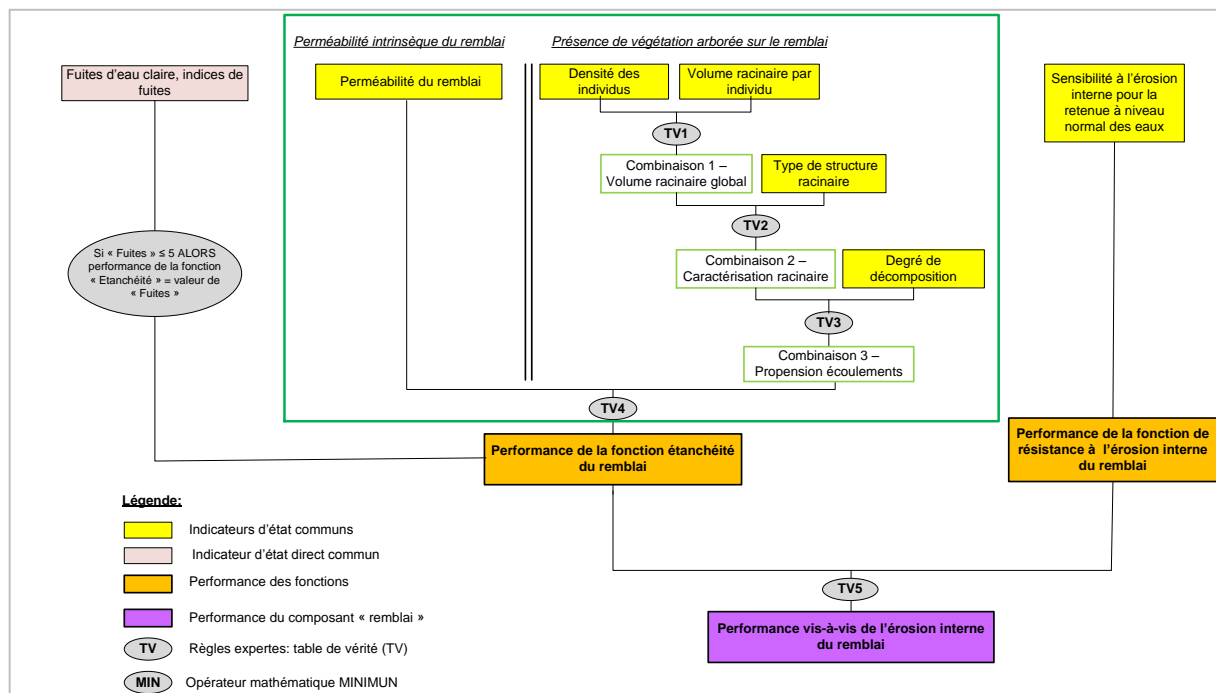 Perméabilité intrinsèque du remblai
Présence de végétation arborée sur le remblai
Fuites d'eau claire, indices de
fuites
Perméabilité du remblai
Densité des
individus
Volume racinaire par
individu
Sensibilité à l'érosion
interne pour la
retenue à niveau
normal des eaux
TV1
Combinaison 1 –
Volume racinaire global
Type de structure
racinaire
TV2
Si « Fuites » ≤ 5 ALORS
performance de la fonction
« Etanchéité » = valeur de
« Fuites »
Combinaison 2 –
Caractérisation racinaire
Degré de
décomposition
TV3
Combinaison 3 –
Propension écoulements
TV4
Performance de la fonction étanchéité
du remblai
Performance de la fonction de
résistance à l'érosion interne
du remblai
Légende:
Indicateurs d'état communs
Indicateur d'état direct commun
Performance des fonctions
TV5
Performance du composant « remblai »
Performance vis-à-vis de l'érosion interne
du remblai
TV
Règles expertes: table de vérité (TV)
MIN
Opérateur mathématique MINIMUN